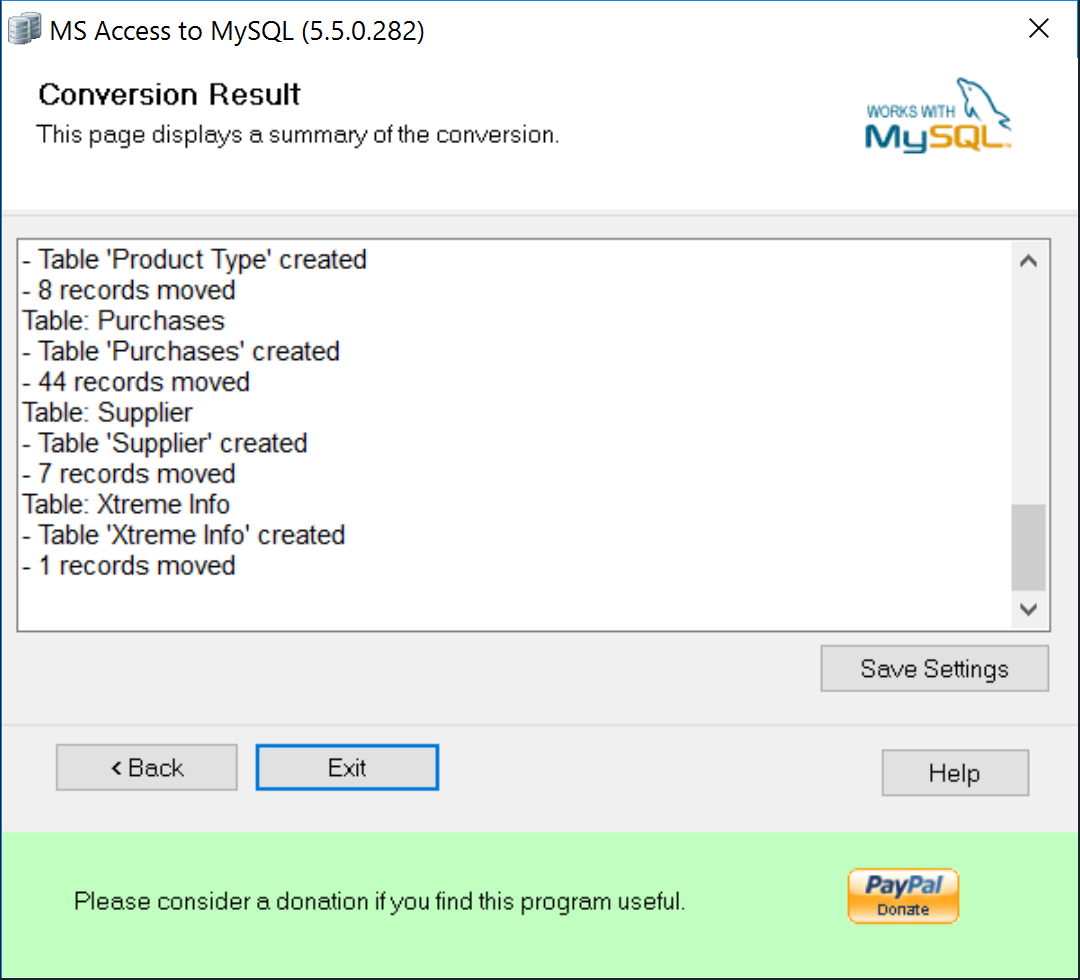 MS Access to MySQL (5.5.0.282)
Conversion Result
This page displays a summary of the conversion.
WORKS WITH
MySQL
- Table 'Product Type' created
- 8 records moved
Table: Purchases
- Table 'Purchases' created
- 44 records moved
Table: Supplier
- Table 'Supplier' created
- 7 records moved
Table: Xtreme Info
- Table 'Xtreme Info' created
- 1 records moved
Save Settings
< Back
Exit
Help
Please consider a donation if you find this program useful.
PayPal
Donate